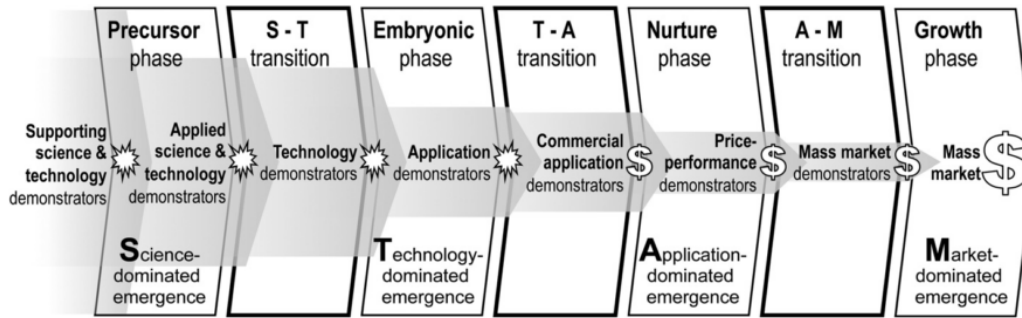 Precursor
phase
S - T
transition
Embryonic
phase
T - A
transition
Nurture
phase
A - M
transition
Growth
phase
Supporting
science &
technology
demonstrators
Applied
science &
technology
demonstrators
Technology
demonstrators
Application
demonstrators
Commercial
application
demonstrators
$
Price-
performance
demonstrators
$
Mass market
demonstrators
$
Mass
market
$
Science-
dominated
emergence
Technology-
dominated
emergence
Application-
dominated
emergence
Market-
dominated
emergence